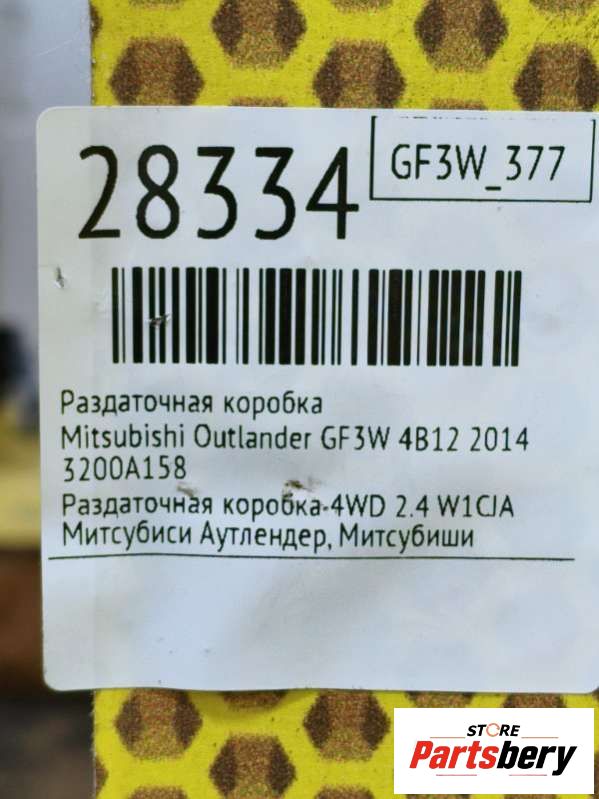 28334
GF3W_377
Раздаточная коробка
Mitsubishi Outlander GF3W 4B12 2014
3200A158
Раздаточная коробка-4WD 2.4 W1CJA
Митсубиси Аутлендер, Митсубиши
STORE
Partsbery